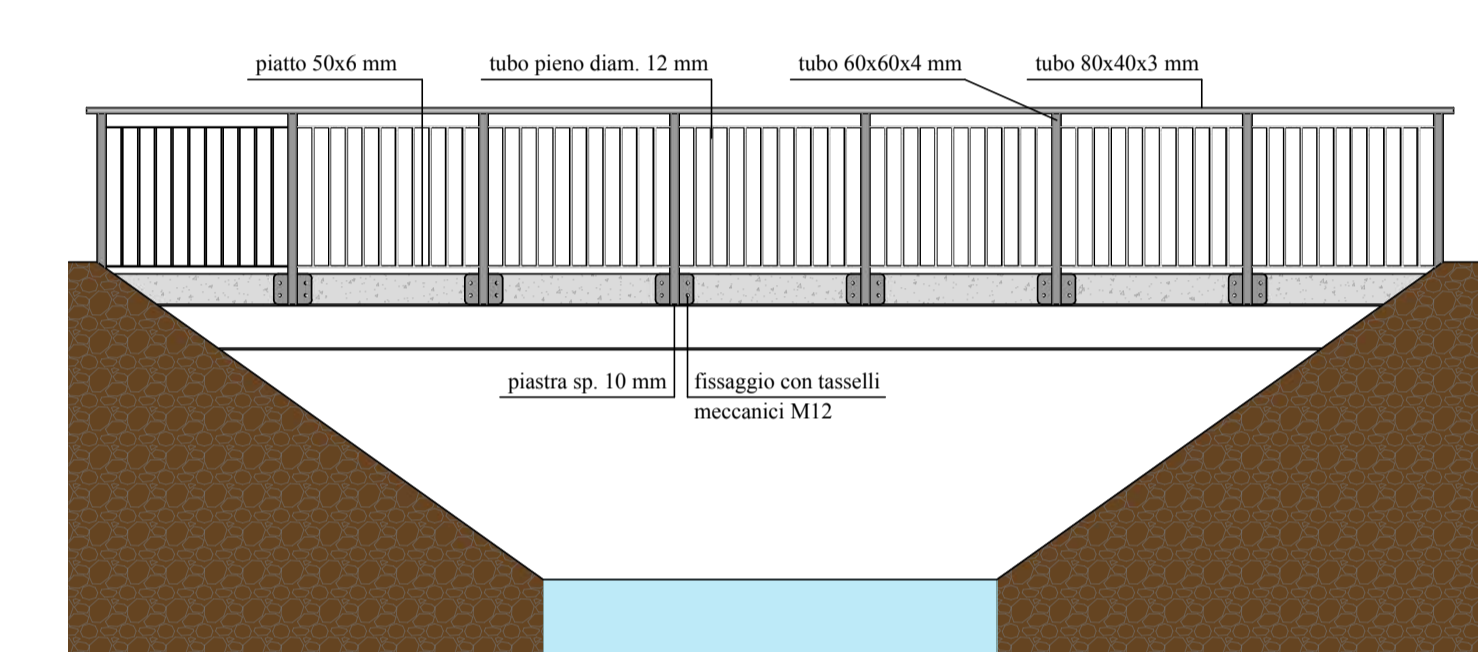 piatto 50x6 mm
tubo pieno diam. 12 mm
tubo 60x60x4 mm
tubo 80x40x3 mm
piastra sp. 10 mm
fissaggio con tasselli
meccanici M12